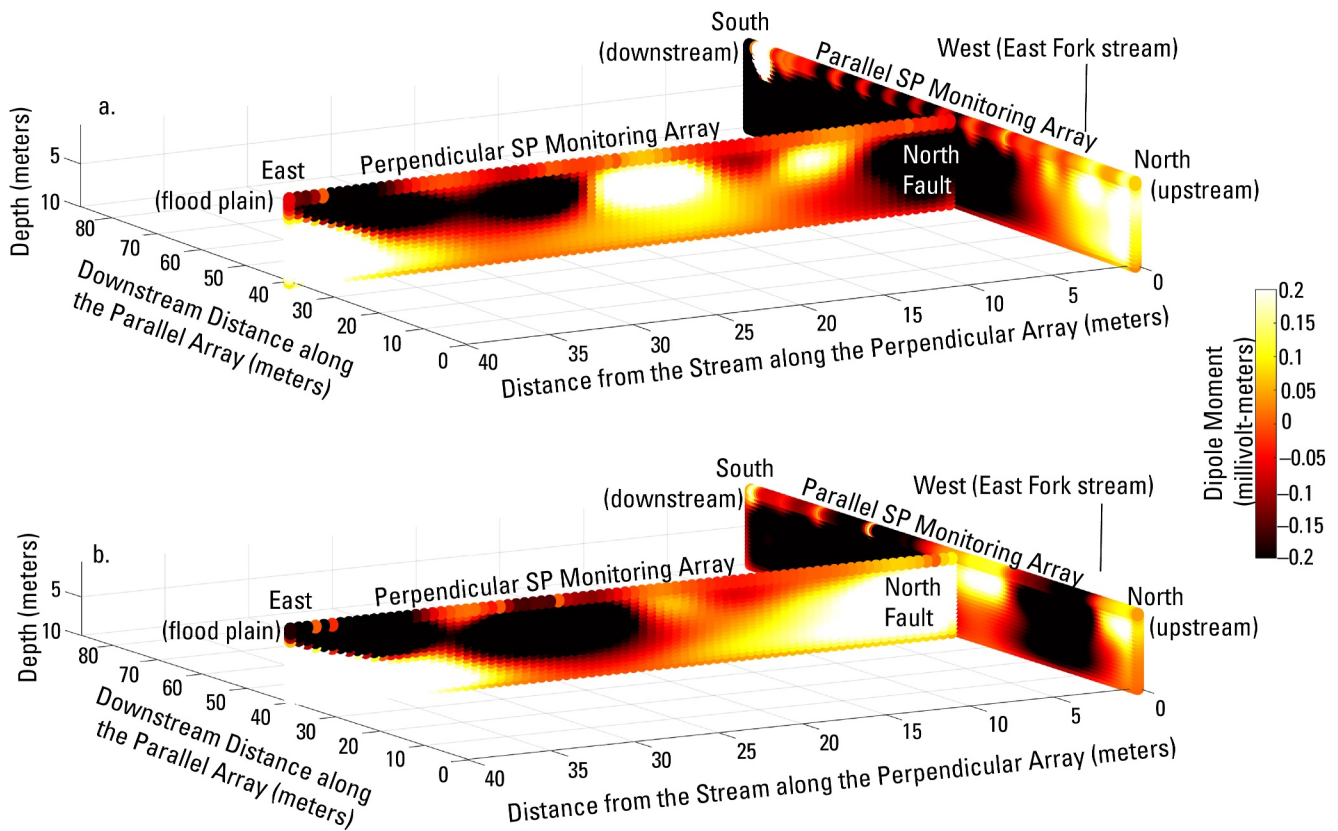 South
(downstream)
Parallel SP Monitoring Array
West (East Fork stream)
a.
Perpendicular SP Monitoring Array
East
(flood plain)
North
Fault
North
(upstream)
Depth (meters)
5
10
80
70
60
50
40
30
20
10
0
Downstream Distance along
the Parallel Array (meters)
40
35
30
25
20
15
10
5
0
Distance from the Stream along the Perpendicular Array (meters)
Dipole Moment
(millivolt-meters)
0.2
0.15
0.1
0.05
0
–0.05
–0.1
–0.15
–0.2
South
(downstream)
Parallel SP Monitoring Array
West (East Fork stream)
b.
Perpendicular SP Monitoring Array
East
(flood plain)
North
Fault
North
(upstream)
Depth (meters)
5
10
80
70
60
50
40
30
20
10
0
Downstream Distance along
the Parallel Array (meters)
40
35
30
25
20
15
10
5
0
Distance from the Stream along the Perpendicular Array (meters)